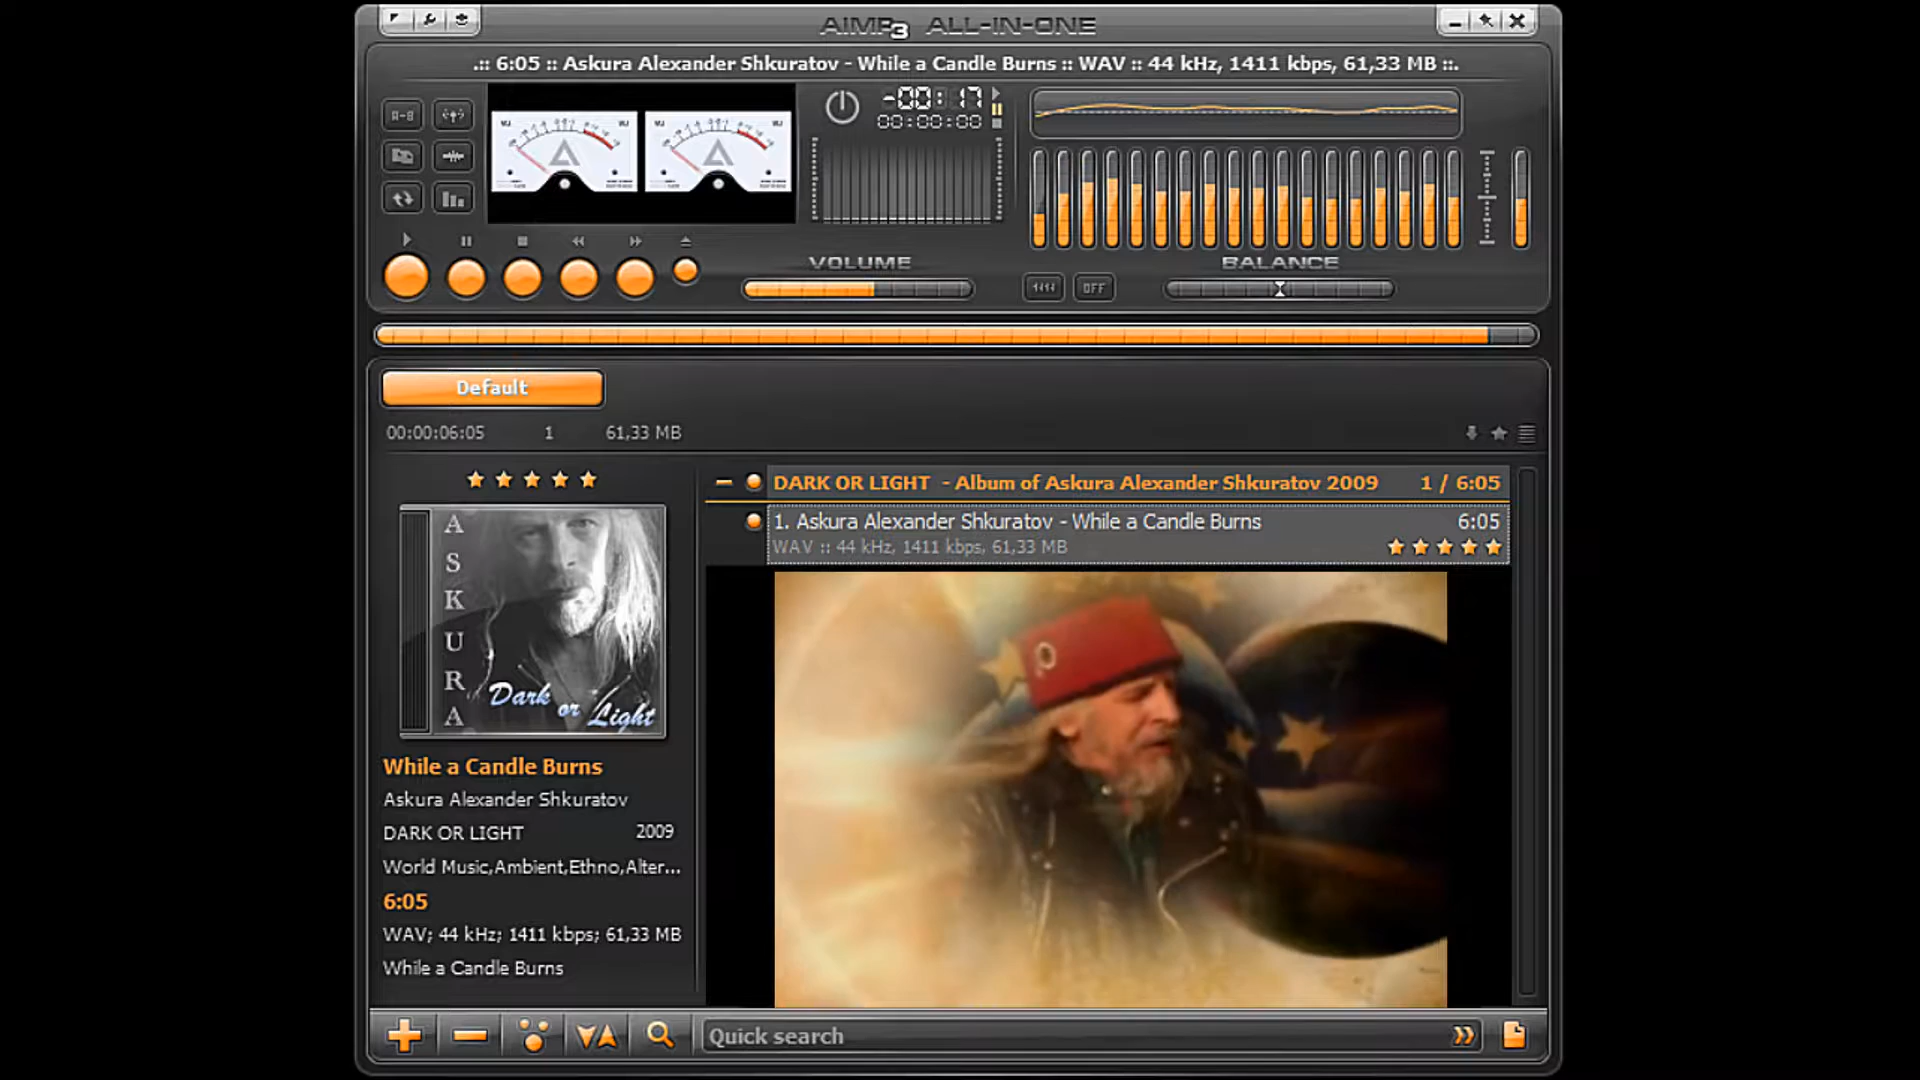 AIMP3 ALL-IN-ONE
.:: 6:05 :: Askura Alexander Shkuratov - While a Candle Burns :: WAV :: 44 kHz, 1411 kbps, 61,33 MB ::.
A-B
-00:17
00:00:00
VOLUME
OFF
BALANCE
Default
00:00:06:05 1 61,33 MB
DARK OR LIGHT - Album of Askura Alexander Shkuratov 2009 1 / 6:05
1. Askura Alexander Shkuratov - While a Candle Burns 6:05
WAV :: 44 kHz, 1411 kbps, 61,33 MB
ASKURA
Dark or Light
While a Candle Burns
Askura Alexander Shkuratov
DARK OR LIGHT 2009
World Music,Ambient,Ethno,Alter...
6:05
WAV; 44 kHz; 1411 kbps; 61,33 MB
While a Candle Burns
Quick search